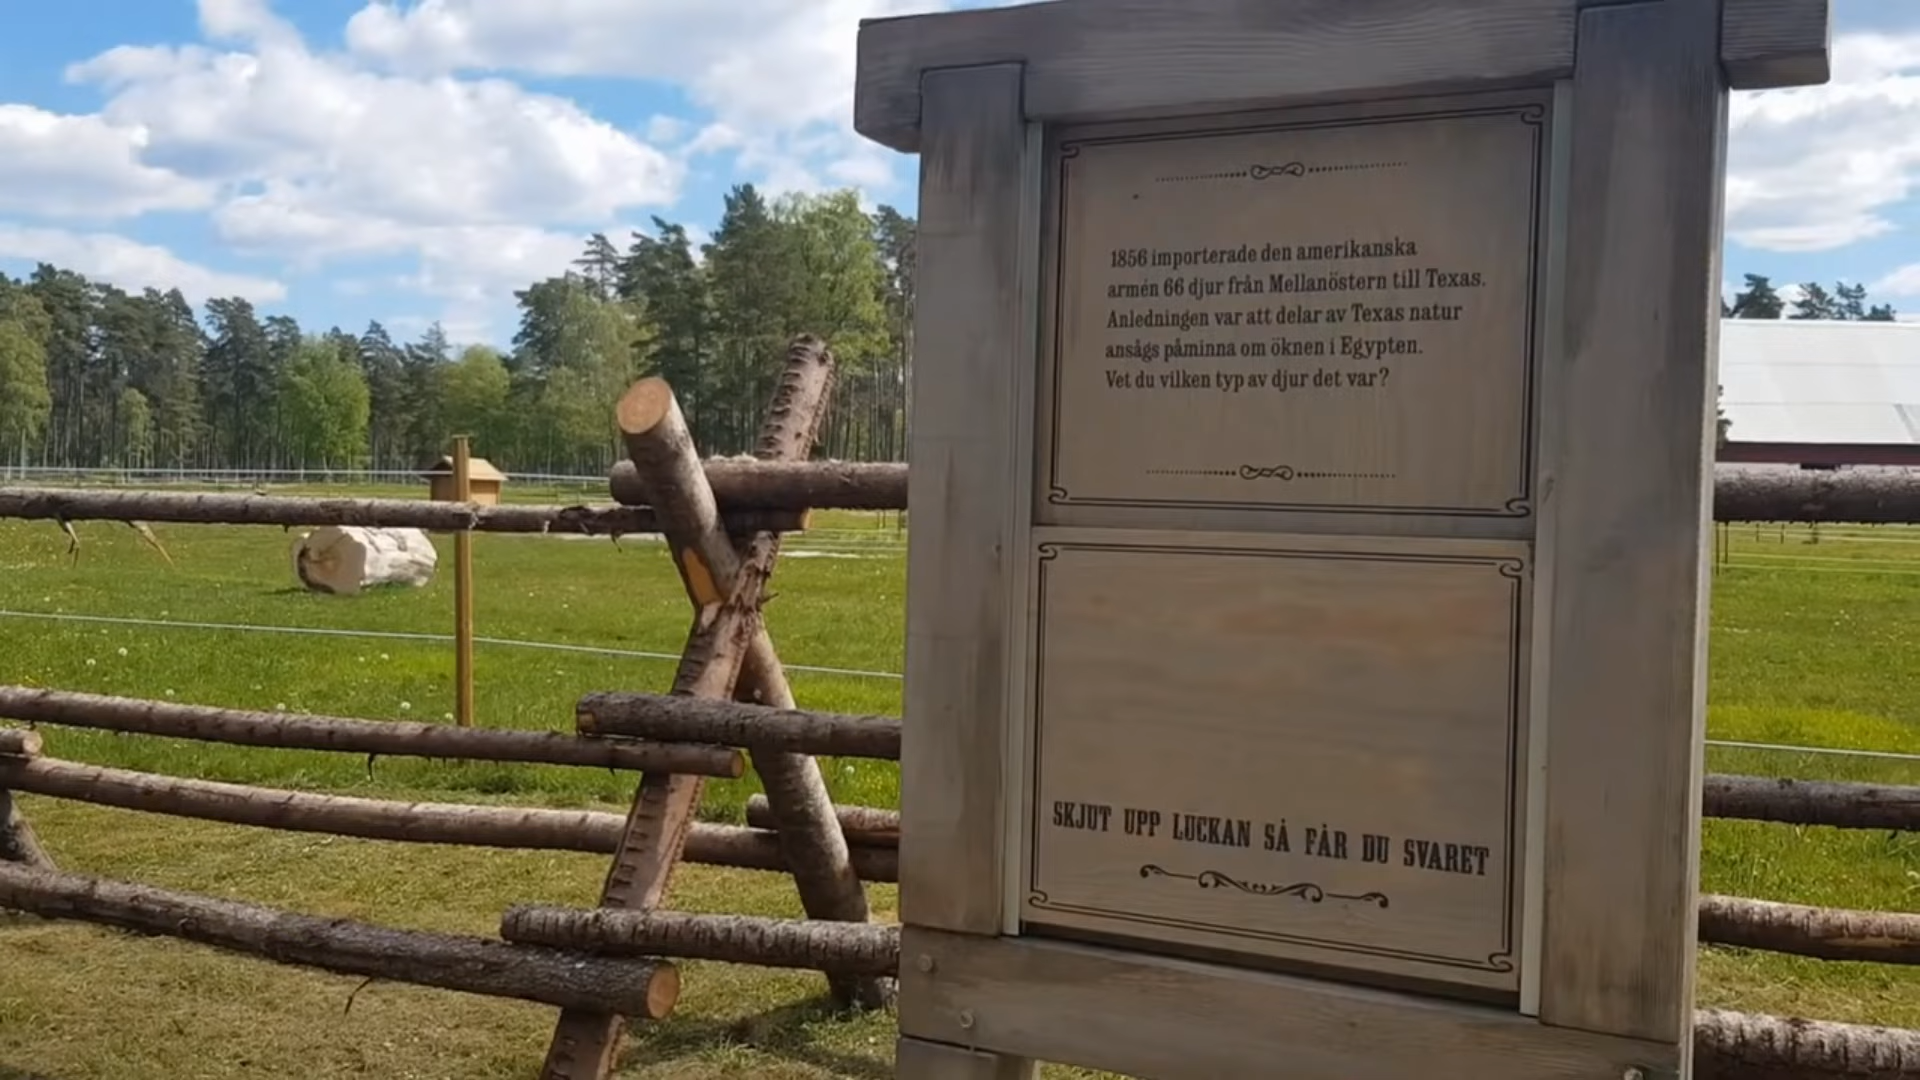 1856 importerade den amerikanska
armén 66 djur från Mellanöstern till Texas.
Anledningen var att delar av Texas natur
ansågs påminna om öknen i Egypten.
Vet du vilken typ av djur det var?
SKJUT UPP LUCKAN SÅ FÅR DU SVARET